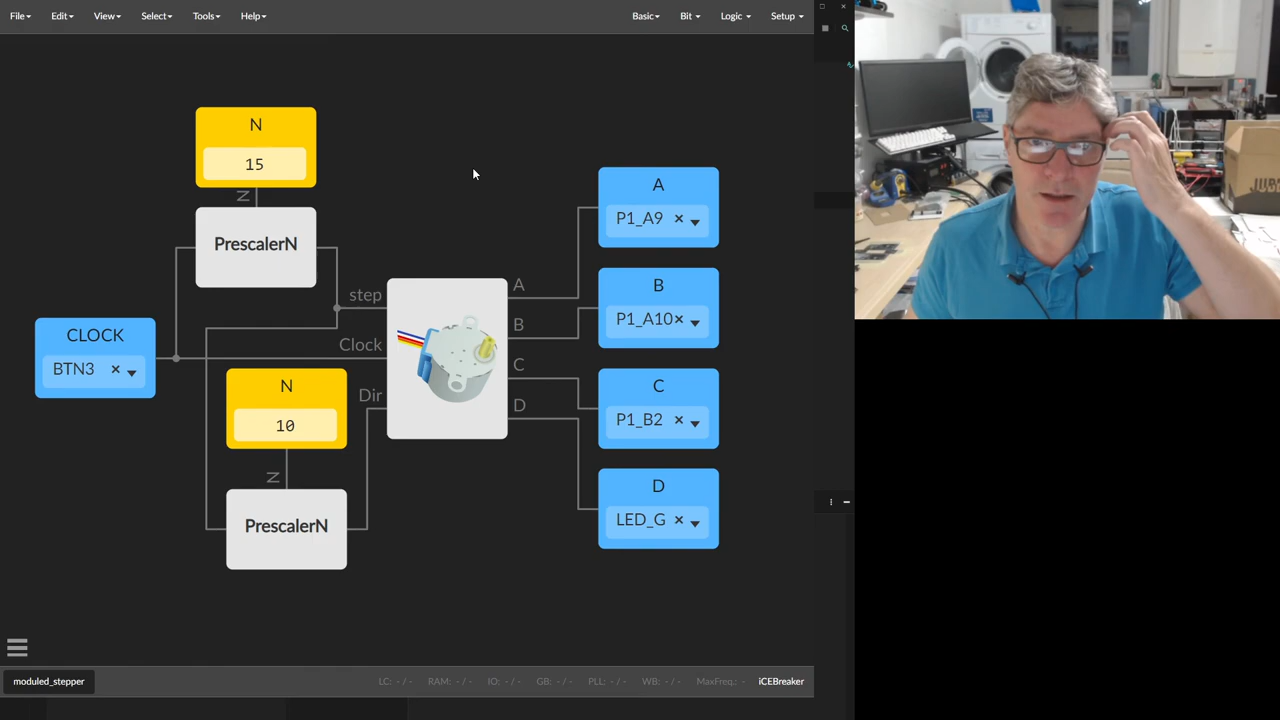 File Edit View Select Tools Help Basic Bit Logic Setup
N
15
N
PrescalerN
CLOCK
BTN3 ×
step
Clock
Dir
A
B
C
D
N
10
N
PrescalerN
A
P1_A9 ×
B
P1_A10 ×
C
P1_B2 ×
D
LED_G ×
moduled_stepper LC: - / - RAM: - / - IO: - / - GB: - / - PLL: - / - WB: - / - MaxFreq.: - iCEBreaker